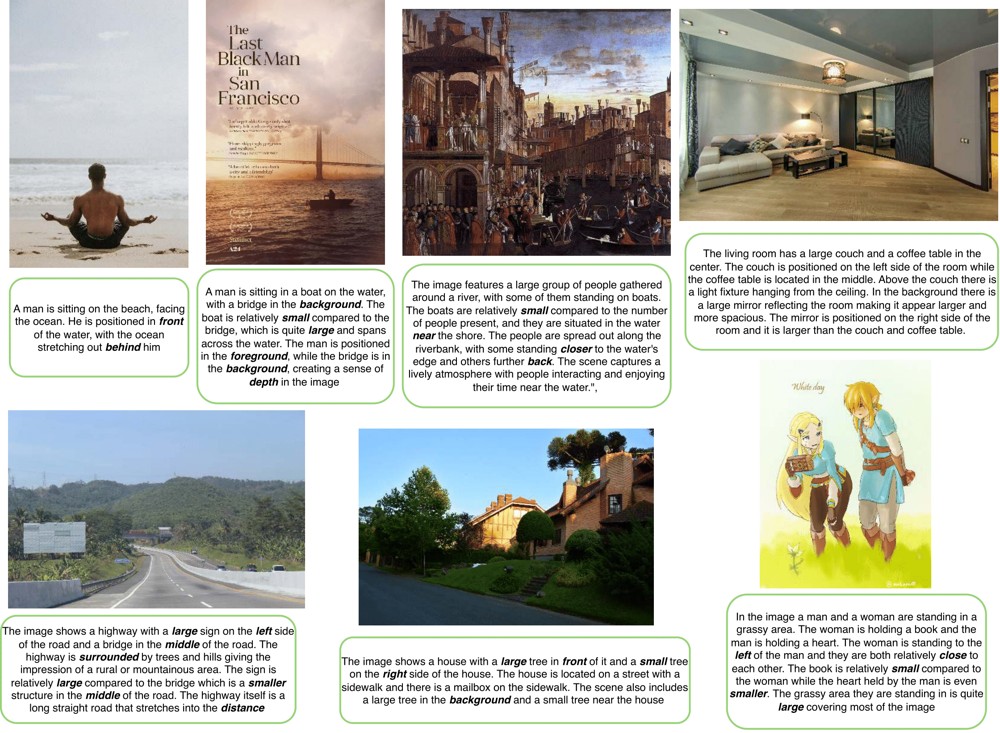 The
Last
Black Man
in
San
Francisco
A24
A man is sitting on the beach, facing
the ocean. He is positioned in front
of the water, with the ocean
stretching out behind him
A man is sitting in a boat on the water,
with a bridge in the background. The
boat is relatively small compared to the
bridge, which is quite large and spans
across the water. The man is positioned
in the foreground, while the bridge is in
the background, creating a sense of
depth in the image
The image features a large group of people gathered
around a river, with some of them standing on boats.
The boats are relatively small compared to the number
of people present, and they are situated in the water
near the shore. The people are spread out along the
riverbank, with some standing closer to the water's
edge and others further back. The scene captures a
lively atmosphere with people interacting and enjoying
their time near the water.",
The living room has a large couch and a coffee table in the
center. The couch is positioned on the left side of the room while
the coffee table is located in the middle. Above the couch there is
a light fixture hanging from the ceiling. In the background there is
a large mirror reflecting the room making it appear larger and
more spacious. The mirror is positioned on the right side of the
room and it is larger than the couch and coffee table.
The image shows a highway with a large sign on the left side
of the road and a bridge in the middle of the road. The
highway is surrounded by trees and hills giving the
impression of a rural or mountainous area. The sign is
relatively large compared to the bridge which is a smaller
structure in the middle of the road. The highway itself is a
long straight road that stretches into the distance
The image shows a house with a large tree in front of it and a small tree
on the right side of the house. The house is located on a street with a
sidewalk and there is a mailbox on the sidewalk. The scene also includes
a large tree in the background and a small tree near the house
White day
In the image a man and a woman are standing in a
grassy area. The woman is holding a book and the
man is holding a heart. The woman is standing to the
left of the man and they are both relatively close to
each other. The book is relatively small compared to
the woman while the heart held by the man is even
smaller. The grassy area they are standing in is quite
large covering most of the image